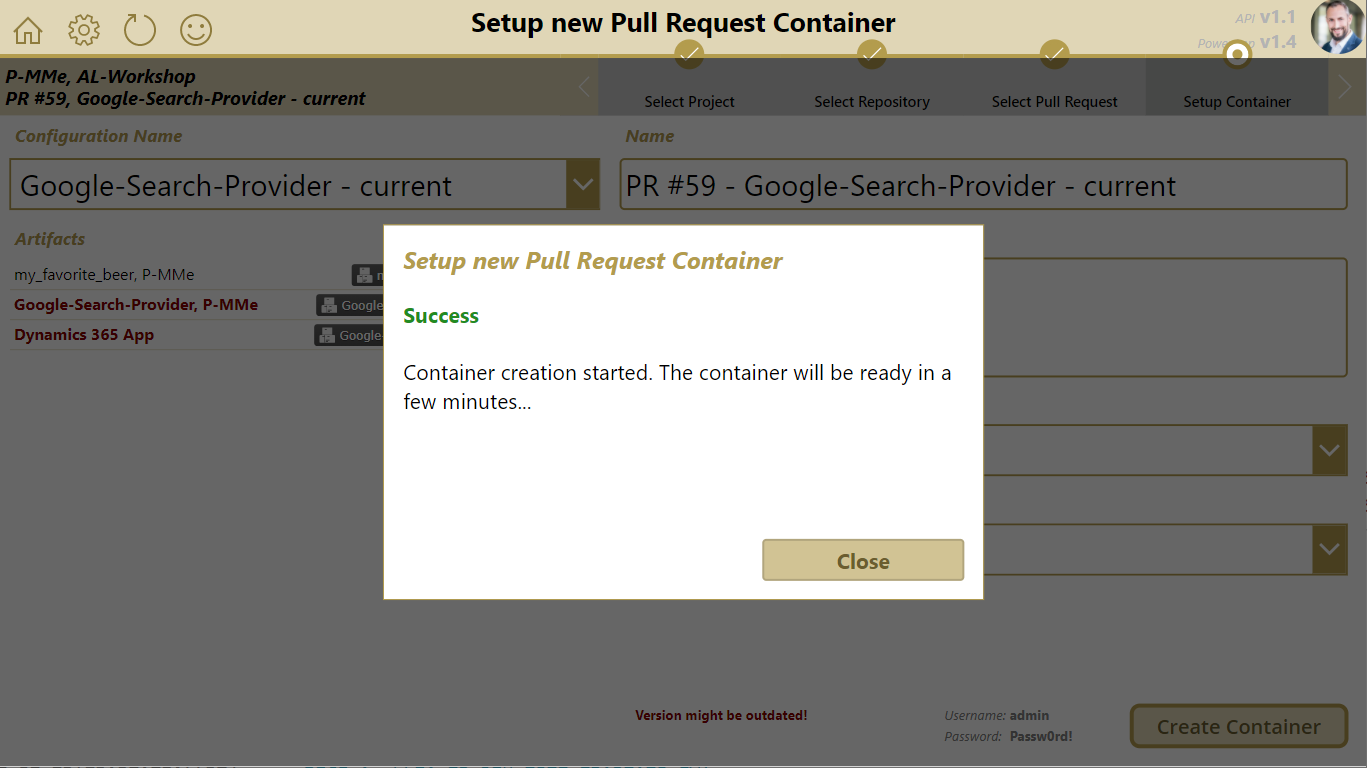 Setup new Pull Request Container
API v1.1
v1.4
P-MMe, AL-Workshop
PR #59, Google-Search-Provider - current
Select Project
Select Repository
Select Pull Request
Setup Container
Configuration Name
Name
Google-Search-Provider - current
PR #59 - Google-Search-Provider - current
Artifacts
my_favorite_beer, P-MMe
Google-Search-Provider, P-MMe
Google
Dynamics 365 App
Google-
Setup new Pull Request Container
Success
Container creation started. The container will be ready in a
few minutes...
Close
Version might be outdated!
Username: admin
Password: Passw0rd!
Create Container